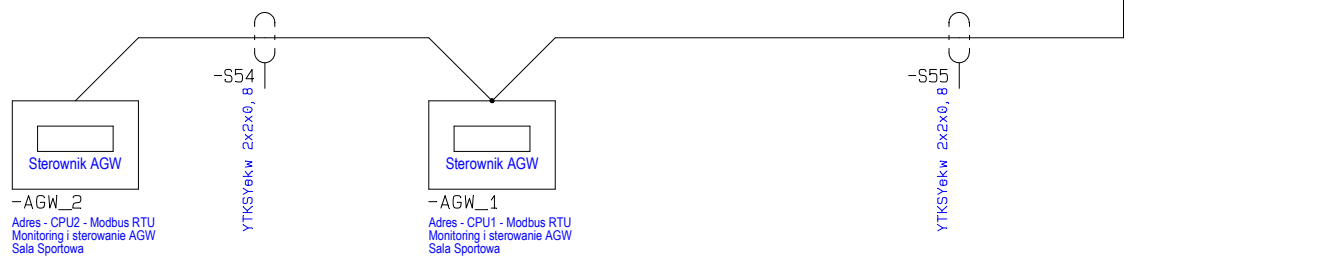 -S54
YTKSYekw 2x2x0,8
-S55
YTKSYekw 2x2x0,8
Sterownik AGW
-AGW_2
Adres - CPU2 - Modbus RTU
Monitoring i sterowanie AGW
Sala Sportowa
Sterownik AGW
-AGW_1
Adres - CPU1 - Modbus RTU
Monitoring i sterowanie AGW
Sala Sportowa